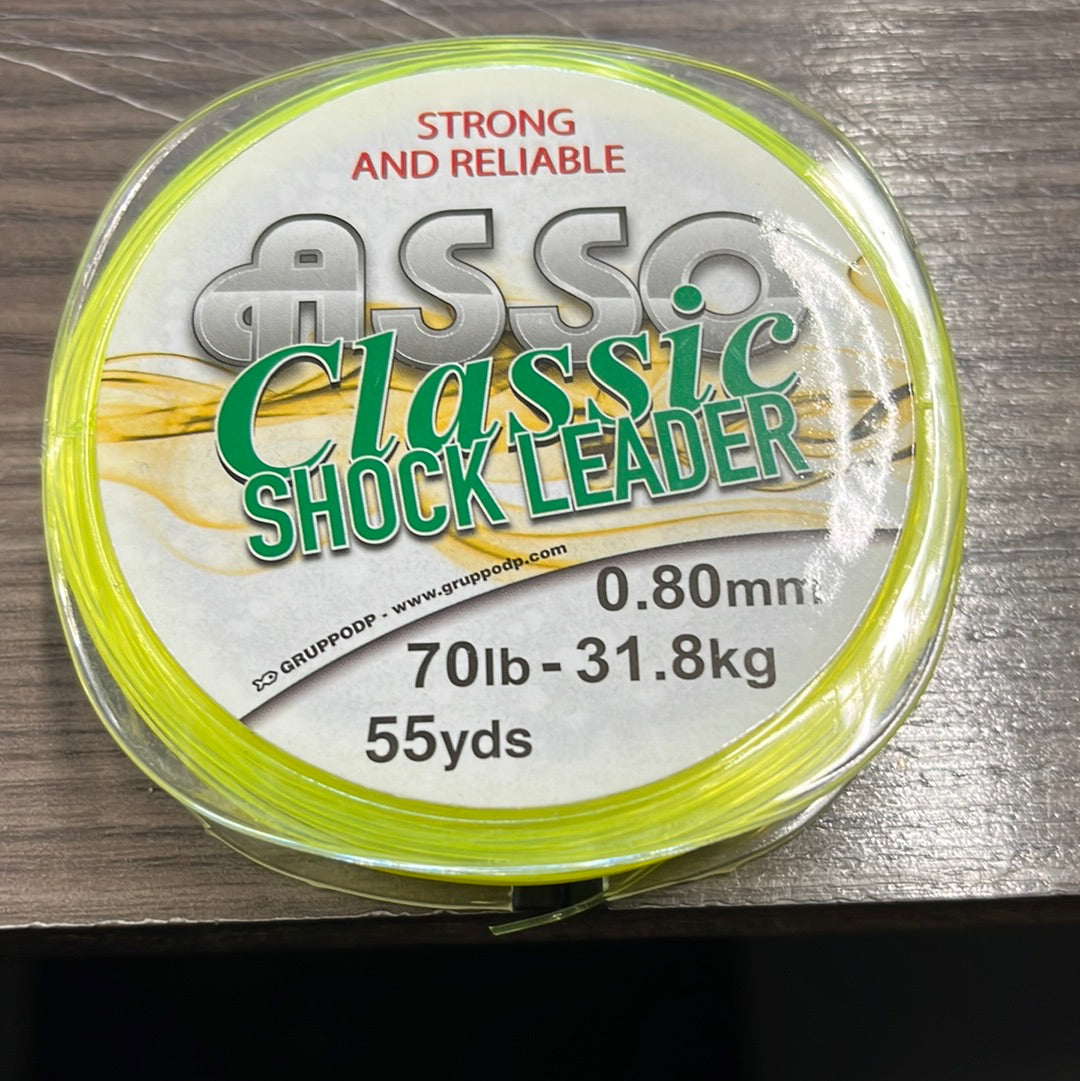 STRONG
AND RELIABLE
ASSO
Classic
SHOCK LEADER
GRUPPODP - www.gruppodp.com
0.80mm
70lb - 31.8kg
55yds